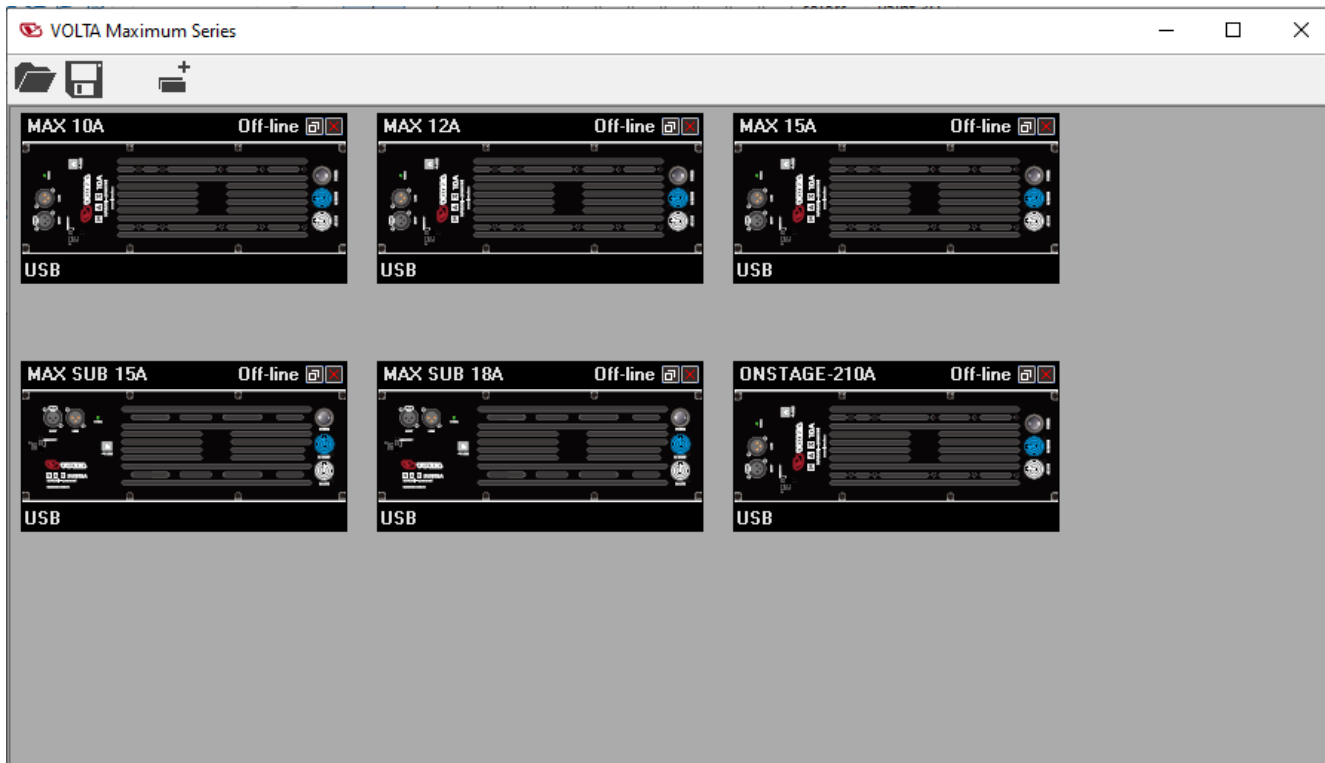 VOLTA Maximum Series
MAX 10A Off-line
USB
MAX 12A Off-line
USB
MAX 15A Off-line
USB
MAX SUB 15A Off-line
USB
MAX SUB 18A Off-line
USB
ONSTAGE-210A Off-line
USB